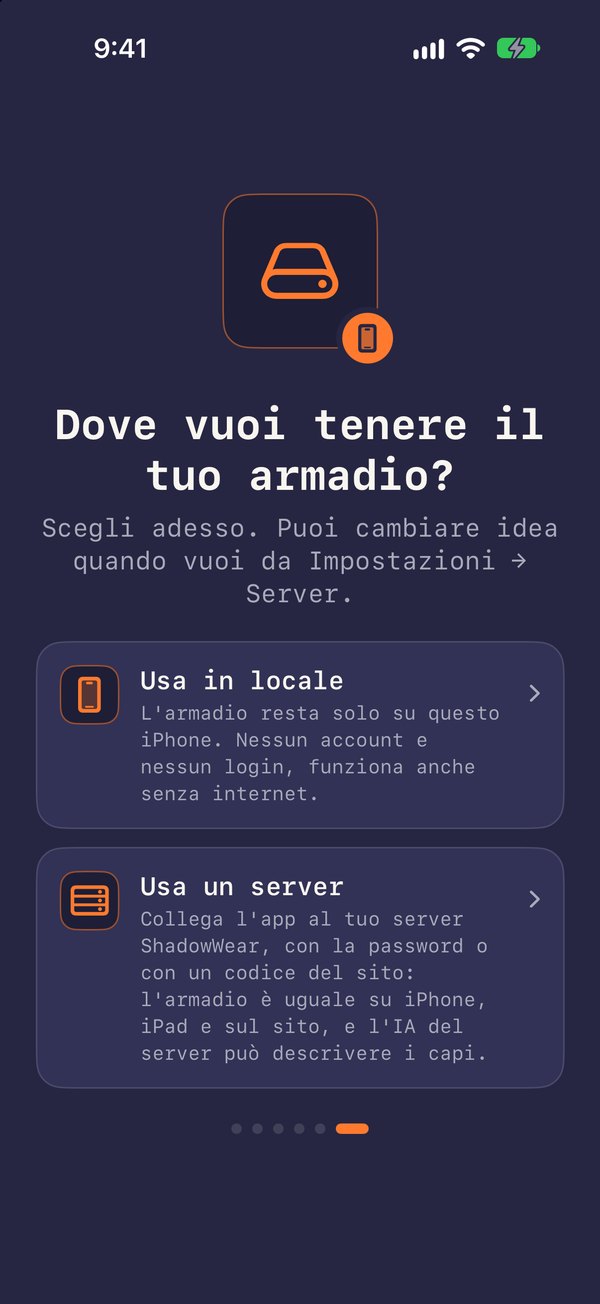 9:41
Dove vuoi tenere il
tuo armadio?
Scegli adesso. Puoi cambiare idea
quando vuoi da Impostazioni →
Server.
Usa in locale
L'armadio resta solo su questo
iPhone. Nessun account e
nessun login, funziona anche
senza internet.
Usa un server
Collega l'app al tuo server
ShadowWear, con la password o
con un codice del sito:
l'armadio è uguale su iPhone,
iPad e sul sito, e l'IA del
server può descrivere i capi.